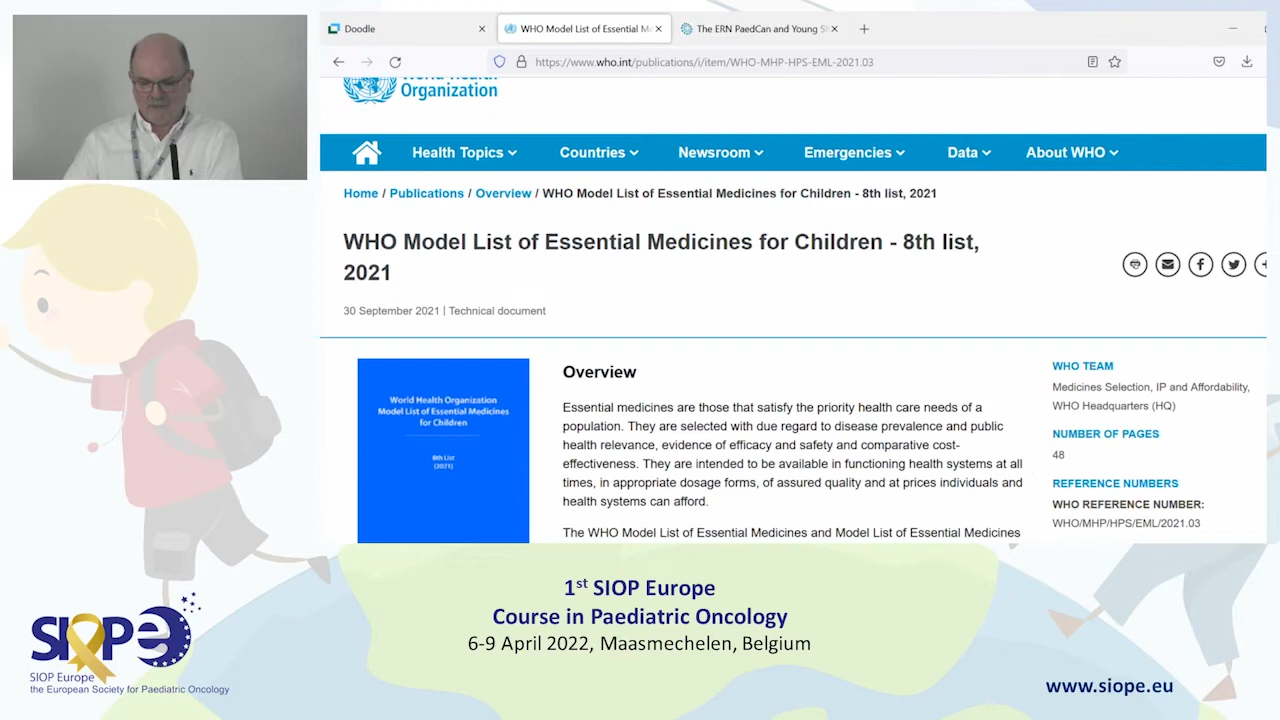 Doodle
WHO Model List of Essential M
The ERN PaedCan and Young S
https://www.who.int/publications/i/item/WHO-MHP-HPS-EML-2021.03
World Health
Organization
Health Topics
Countries
Newsroom
Emergencies
Data
About WHO
Home / Publications / Overview / WHO Model List of Essential Medicines for Children - 8th list, 2021
WHO Model List of Essential Medicines for Children - 8th list,
2021
30 September 2021 | Technical document
World Health Organization
Model List of Essential Medicines
for Children
8th List
(2021)
Overview
Essential medicines are those that satisfy the priority health care needs of a
population. They are selected with due regard to disease prevalence and public
health relevance, evidence of efficacy and safety and comparative cost-
effectiveness. They are intended to be available in functioning health systems at all
times, in appropriate dosage forms, of assured quality and at prices individuals and
health systems can afford.
The WHO Model List of Essential Medicines and Model List of Essential Medicines
WHO TEAM
Medicines Selection, IP and Affordability,
WHO Headquarters (HQ)
NUMBER OF PAGES
48
REFERENCE NUMBERS
WHO REFERENCE NUMBER:
WHO/MHP/HPS/EML/2021.03
1st SIOP Europe
Course in Paediatric Oncology
6-9 April 2022, Maasmechelen, Belgium
SIOPe
SIOP Europe
the European Society for Paediatric Oncology
www.siope.eu